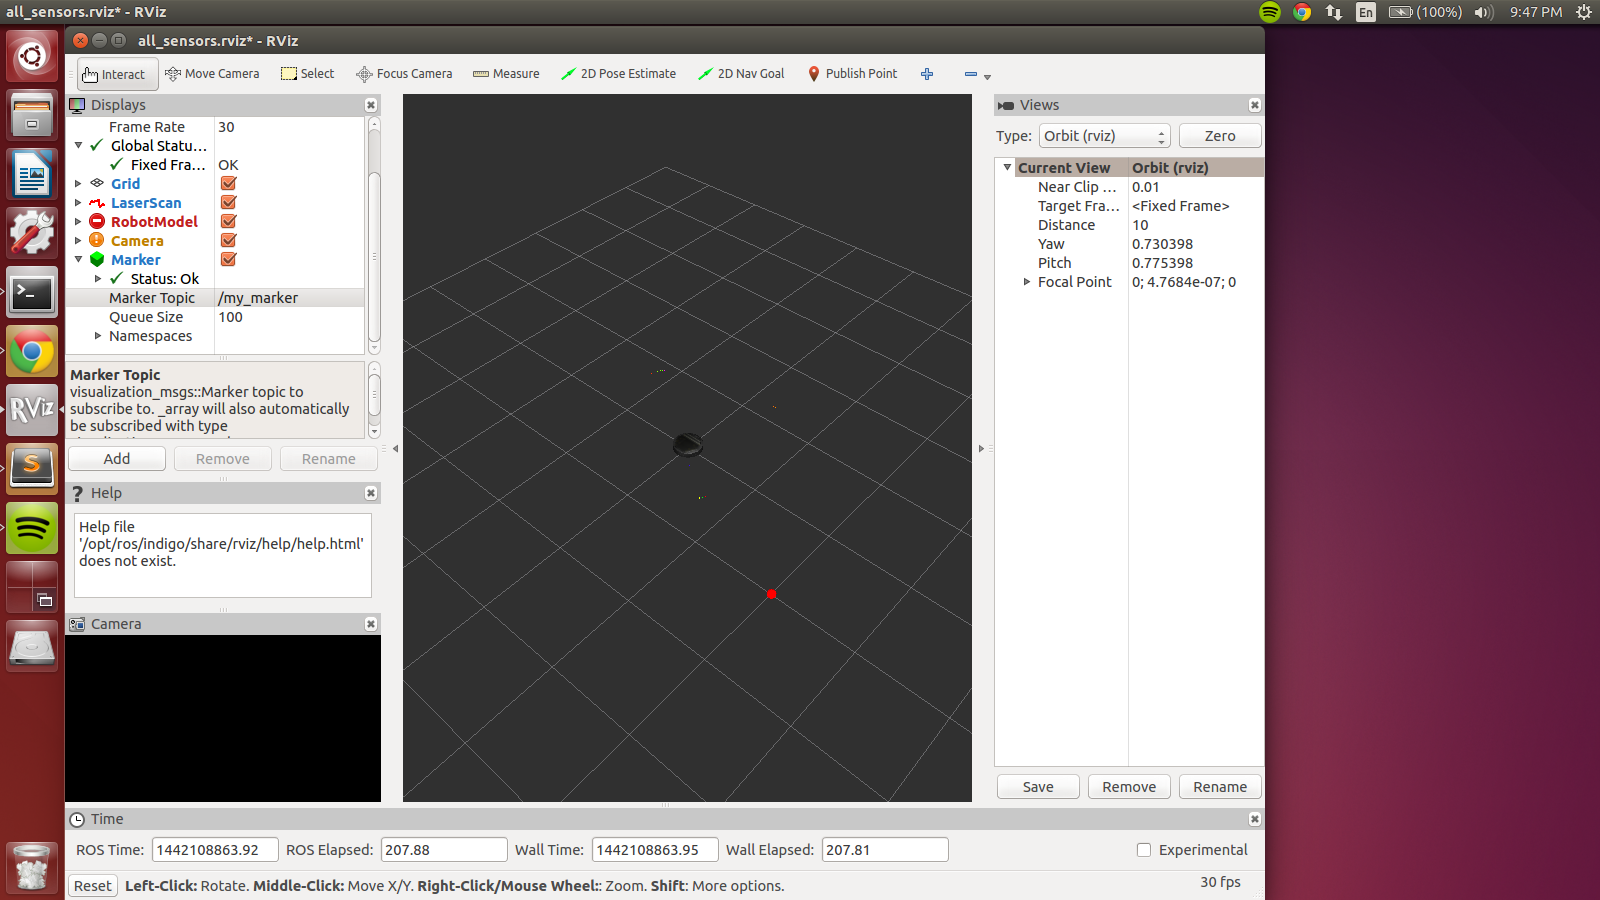 all_sensors.rviz* - RViz
En
(100%)
9:47 PM
all_sensors.rviz* - RViz
Interact
Move Camera
Select
Focus Camera
Measure
2D Pose Estimate
2D Nav Goal
Publish Point
Displays
Frame Rate 30
Global Statu...
Fixed Fra... OK
Grid
LaserScan
RobotModel
Camera
Marker
Status: Ok
Marker Topic /my_marker
Queue Size 100
Namespaces
Marker Topic
visualization_msgs::Marker topic to
subscribe to. _array will also automatically
be subscribed with type
Add
Remove
Rename
Help
Help file
'/opt/ros/indigo/share/rviz/help/help.html'
does not exist.
Camera
Views
Type: Orbit (rviz) Zero
Current View Orbit (rviz)
Near Clip ... 0.01
Target Fra... <Fixed Frame>
Distance 10
Yaw 0.730398
Pitch 0.775398
Focal Point 0; 4.7684e-07; 0
Save
Remove
Rename
Time
ROS Time: 1442108863.92 ROS Elapsed: 207.88 Wall Time: 1442108863.95 Wall Elapsed: 207.81 Experimental
Reset Left-Click: Rotate. Middle-Click: Move X/Y. Right-Click/Mouse Wheel:: Zoom. Shift: More options. 30 fps
RViz
S